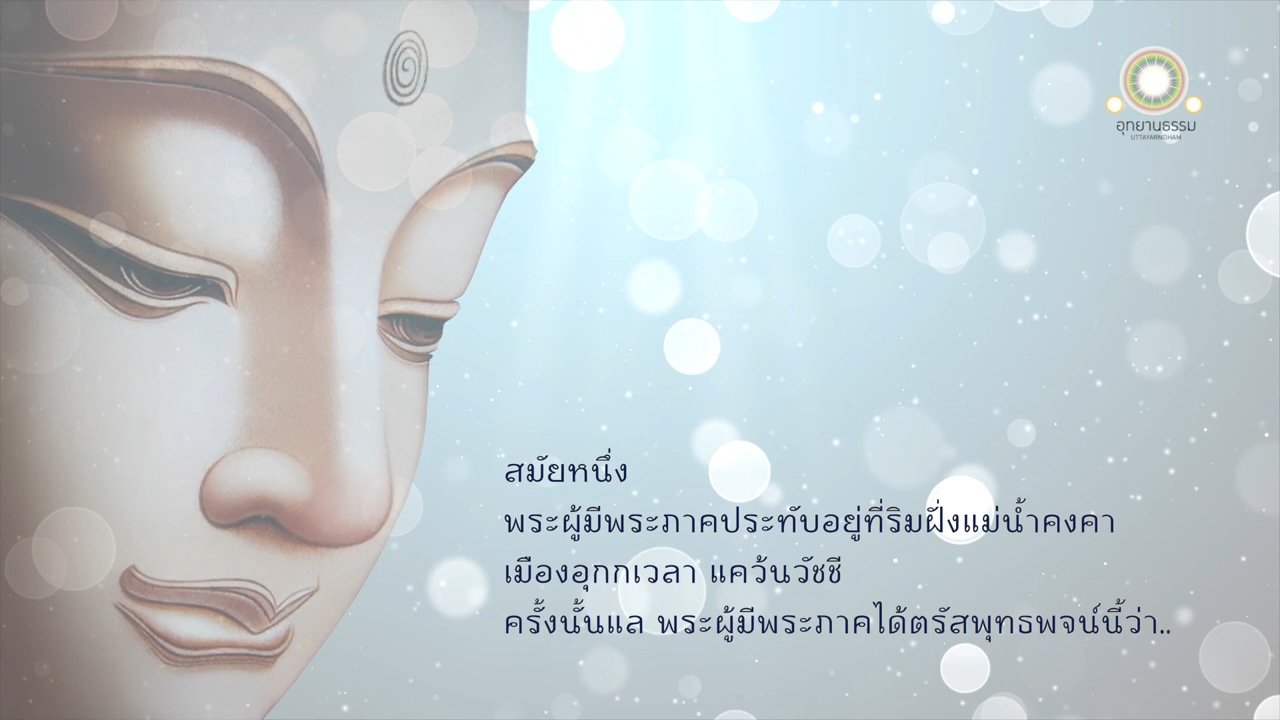 อุทยานธรรม
UTTAYARNDHAM
สมัยหนึ่ง
พระผู้มีพระภาคประทับอยู่ที่ริมฝั่งแม่น้ำคงคา
เมืองอุกกเวลา แคว้นวัชชี
ครั้งนั้นแล พระผู้มีพระภาคได้ตรัสพุทธพจน์นี้ว่า..